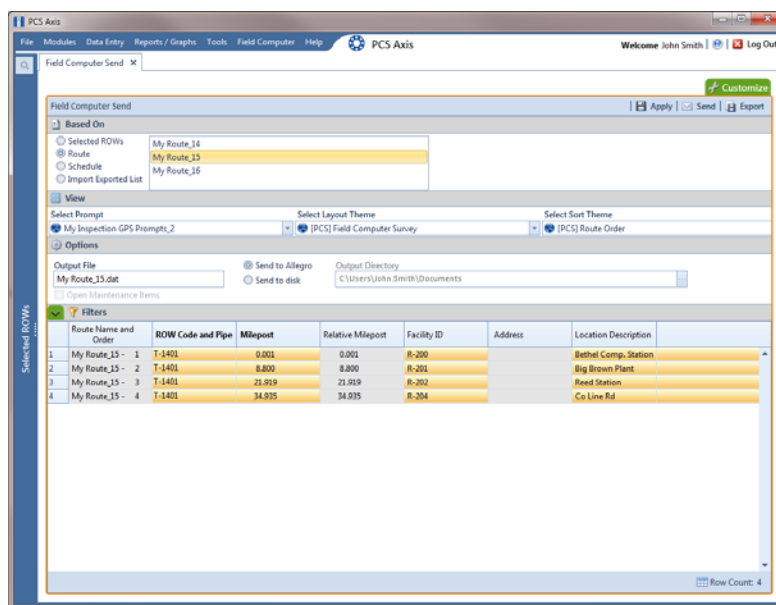 PCS Axis
File Modules Data Entry Reports / Graphs Tools Field Computer Help PCS Axis Welcome John Smith | | Log Out
Field Computer Send
Customize
Field Computer Send | Apply | Send | Export
Based On
Selected ROWs
Route
Schedule
Import Exported List
My Route_14
My Route_15
My Route_16
View
Select Prompt Select Layout Theme Select Sort Theme
My Inspection GPS Prompts_2 [PCS] Field Computer Survey [PCS] Route Order
Options
Output File Send to Allegro Output Directory
My Route_15.dat Send to disk C:\Users\John.Smith\Documents
Open Maintenance Items
Filters
Selected ROWs
Route Name and Order ROW Code and Pipe Milepost Relative Milepost Facility ID Address Location Description
1 My Route_15 - 1 T-1401 0.001 0.001 R-200 Bethel Comp. Station
2 My Route_15 - 2 T-1401 8.800 8.800 R-201 Big Brown Plant
3 My Route_15 - 3 T-1401 21.919 21.919 R-202 Reed Station
4 My Route_15 - 4 T-1401 34.935 34.935 R-204 Co Line Rd
Row Count: 4